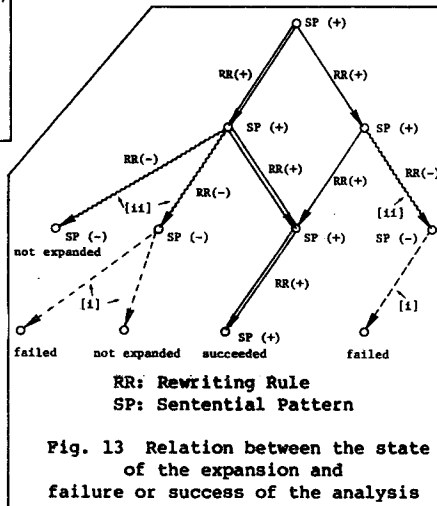 SP (+)
RR(+) RR(+)
SP (+) SP (+)
RR(-) RR(-) RR(+) RR(+) RR(-)
[ii] [ii]
SP (-) SP (-) SP (+) SP (-)
not expanded
[i] RR(+) [i]
SP (+)
failed not expanded succeeded failed
RR: Rewriting Rule
SP: Sentential Pattern
Fig. 13 Relation between the state
of the expansion and
failure or success of the analysis